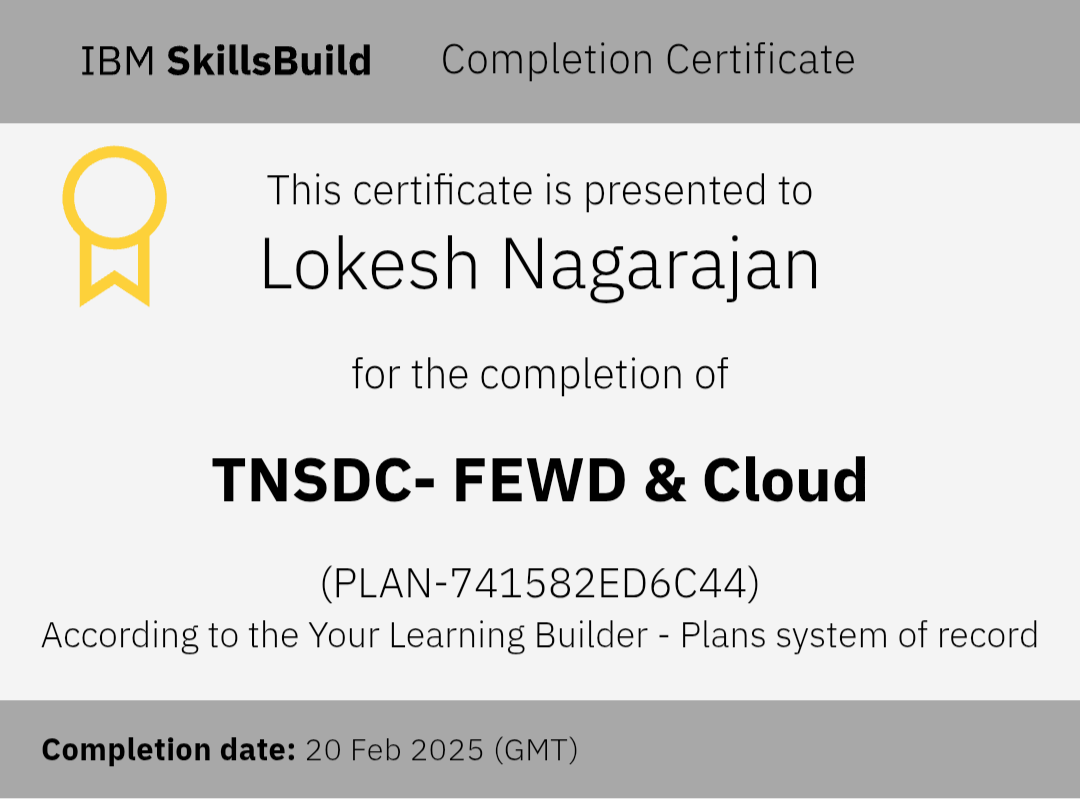 IBM SkillsBuild Completion Certificate
This certificate is presented to
Lokesh Nagarajan
for the completion of
TNSDC- FEWD & Cloud
(PLAN-741582ED6C44)
According to the Your Learning Builder - Plans system of record
Completion date: 20 Feb 2025 (GMT)